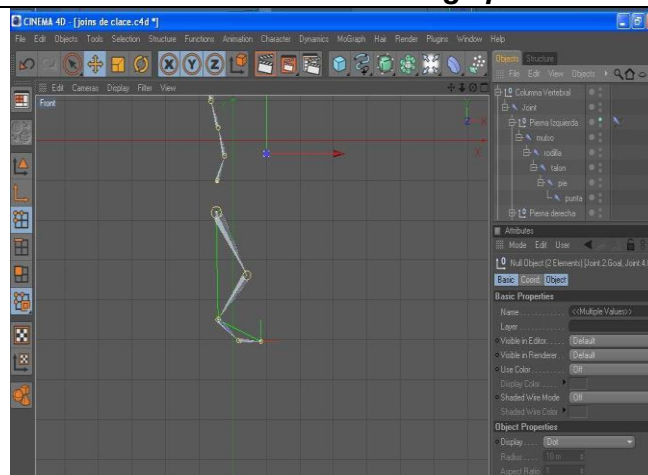 CINEMA 4D - [joins de clace.c4d *]
File Edit Objects Tools Selection Structure Functions Animation Character Dynamics MoGraph Hair Render Plugins Window Help
Objects Structure
File Edit View Objects
Edit Cameras Display Filter View
Front
Columna Vertebral
Joint
Pierna Izquierda
mulso
rodilla
talon
pie
punta
Pierna derecha
Attributes
Mode Edit User
Null Object (2 Elements) [Joint.2.Goal, Joint.4.
Basic Coord. Object
Basic Properties
Name <<Multiple Values>>
Layer
Visible in Editor Default
Visible in Renderer Default
Use Color Off
Display Color
Shaded Wire Mode Off
Shaded Wire Color
Object Properties
Display Dot
Radius 10 m
Aspect Ratio 1